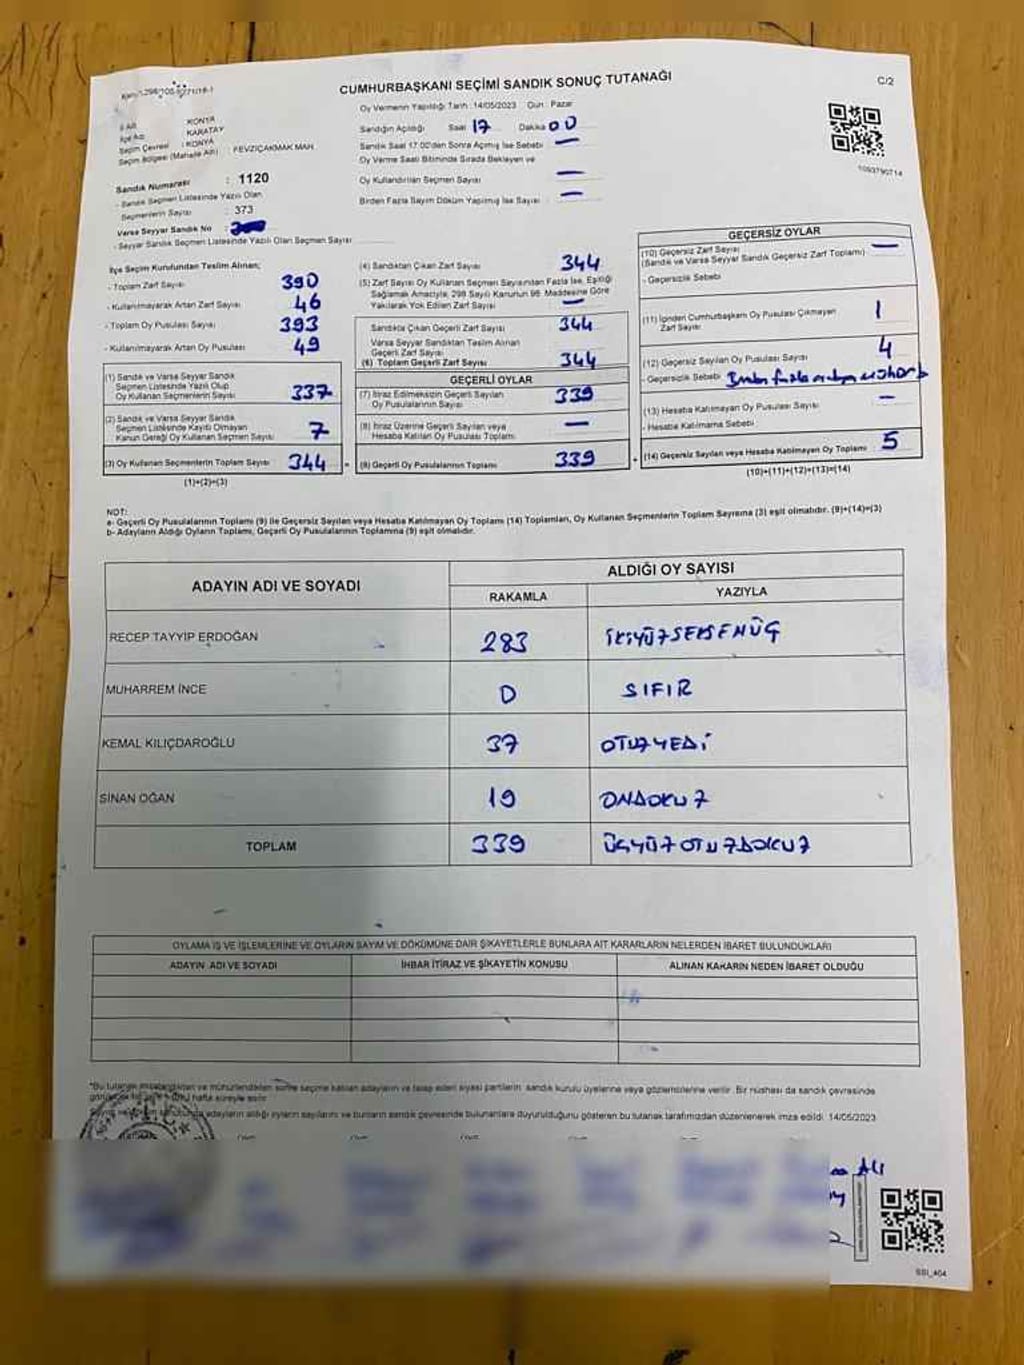 CUMHURBAŞKANI SEÇİMİ SANDIK SONUÇ TUTANAĞI
C/2
Oy Vermenin Yapıldığı Tarih : 14/05/2023 Gün : Pazar
İl Adı : KONYA
İlçe Adı : KARATAY
Seçim Çevresi : KONYA
Seçim Bölgesi (Mahalle Adı) : FEVZİÇAKMAK MAH.
Sandığın Açıldığı Saat 17 Dakika 00
Sandık Saat 17.00'den Sonra Açılmış İse Sebebi : —
Oy Verme Saati Bitiminde Sırada Bekleyen ve
Oy Kullandırılan Seçmen Sayısı —
Birden Fazla Sayım Döküm Yapılmış İse Sayısı : —
1093790714
Sandık Numarası : 1120
- Sandık Seçmen Listesinde Yazılı Olan
Seçmenlerin Sayısı : 373
Varsa Seyyar Sandık No :
- Seyyar Sandık Seçmen Listesinde Yazılı Olan Seçmen Sayısı
İlçe Seçim Kurulundan Teslim Alınan;
- Toplam Zarf Sayısı 390
- Kullanılmayarak Artan Zarf Sayısı 46
- Toplam Oy Pusulası Sayısı 393
- Kullanılmayarak Artan Oy Pusulası 49
(1) Sandık ve Varsa Seyyar Sandık
Seçmen Listesinde Yazılı Olup
Oy Kullanan Seçmenlerin Sayısı 337
(2) Sandık ve Varsa Seyyar Sandık
Seçmen Listesinde Kayıtlı Olmayan
Kanun Gereği Oy Kullanan Seçmen Sayısı 7
(3) Oy Kullanan Seçmenlerin Toplam Sayısı 344
(1)+(2)=(3)
(4) Sandıktan Çıkan Zarf Sayısı 344
(5) Zarf Sayısı Oy Kullanan Seçmen Sayısından Fazla İse, Eşitliği
Sağlamak Amacıyla, 298 Sayılı Kanunun 98. Maddesine Göre
Yakılarak Yok Edilen Zarf Sayısı —
Sandıkta Çıkan Geçerli Zarf Sayısı 344
Varsa Seyyar Sandıktan Teslim Alınan
Geçerli Zarf Sayısı
(6) Toplam Geçerli Zarf Sayısı 344
GEÇERLİ OYLAR
(7) İtiraz Edilmeksizin Geçerli Sayılan
Oy Pusulalarının Sayısı 339
(8) İtiraz Üzerine Geçerli Sayılan veya
Hesaba Katılan Oy Pusulası Toplamı —
(9) Geçerli Oy Pusulalarının Toplamı 339
GEÇERSİZ OYLAR
(10) Geçersiz Zarf Sayısı —
(Sandık ve Varsa Seyyar Sandık Geçersiz Zarf Toplamı)
- Geçersizlik Sebebi
(11) İçinden Cumhurbaşkanı Oy Pusulası Çıkmayan
Zarf Sayısı 1
(12) Geçersiz Sayılan Oy Pusulası Sayısı 4
- Geçersizlik Sebebi Birden fazla
(13) Hesaba Katılmayan Oy Pusulası Sayısı —
- Hesaba Katılmama Sebebi
(14) Geçersiz Sayılan veya Hesaba Katılmayan Oy Toplamı : 5
(10)+(11)+(12)+(13)=(14)
NOT:
a- Geçerli Oy Pusulalarının Toplamı (9) ile Geçersiz Sayılan veya Hesaba Katılmayan Oy Toplamı (14) Toplamları, Oy Kullanan Seçmenlerin Toplam Sayısına (3) eşit olmalıdır. (9)+(14)=(3)
b- Adayların Aldığı Oyların Toplamı, Geçerli Oy Pusulalarının Toplamına (9) eşit olmalıdır.
ADAYIN ADI VE SOYADI
ALDIĞI OY SAYISI
RAKAMLA YAZIYLA
RECEP TAYYİP ERDOĞAN 283 İKİYÜZSEKSENÜÇ
MUHARREM İNCE 0 SIFIR
KEMAL KILIÇDAROĞLU 37 OTUZYEDİ
SİNAN OĞAN 19 ONDOKUZ
TOPLAM 339 ÜÇYÜZOTUZDOKUZ
OYLAMA İŞ VE İŞLEMLERİNE VE OYLARIN SAYIM VE DÖKÜMÜNE DAİR ŞİKAYETLERLE BUNLARA AİT KARARLARIN NELERDEN İBARET BULUNDUKLARI
ADAYIN ADI VE SOYADI İHBAR İTİRAZ VE ŞİKAYETİN KONUSU ALINAN KARARIN NEDEN İBARET OLDUĞU
*Bu tutanak imzalandıktan ve mühürlendikten sonra seçime katılan adayların ve talep eden siyasi partilerin sandık kurulu üyelerine veya gözlemcilerine verilir. Bir nüshası da sandık çevresinde
hafta süreyle asılır.
adayların aldığı oyların sayılarını ve bunların sandık çevresinde bulunanlara duyurulduğunu gösteren bu tutanak tarafımızdan düzenlenerek imza edildi. 14/05/2023
ALİ
SSI_404